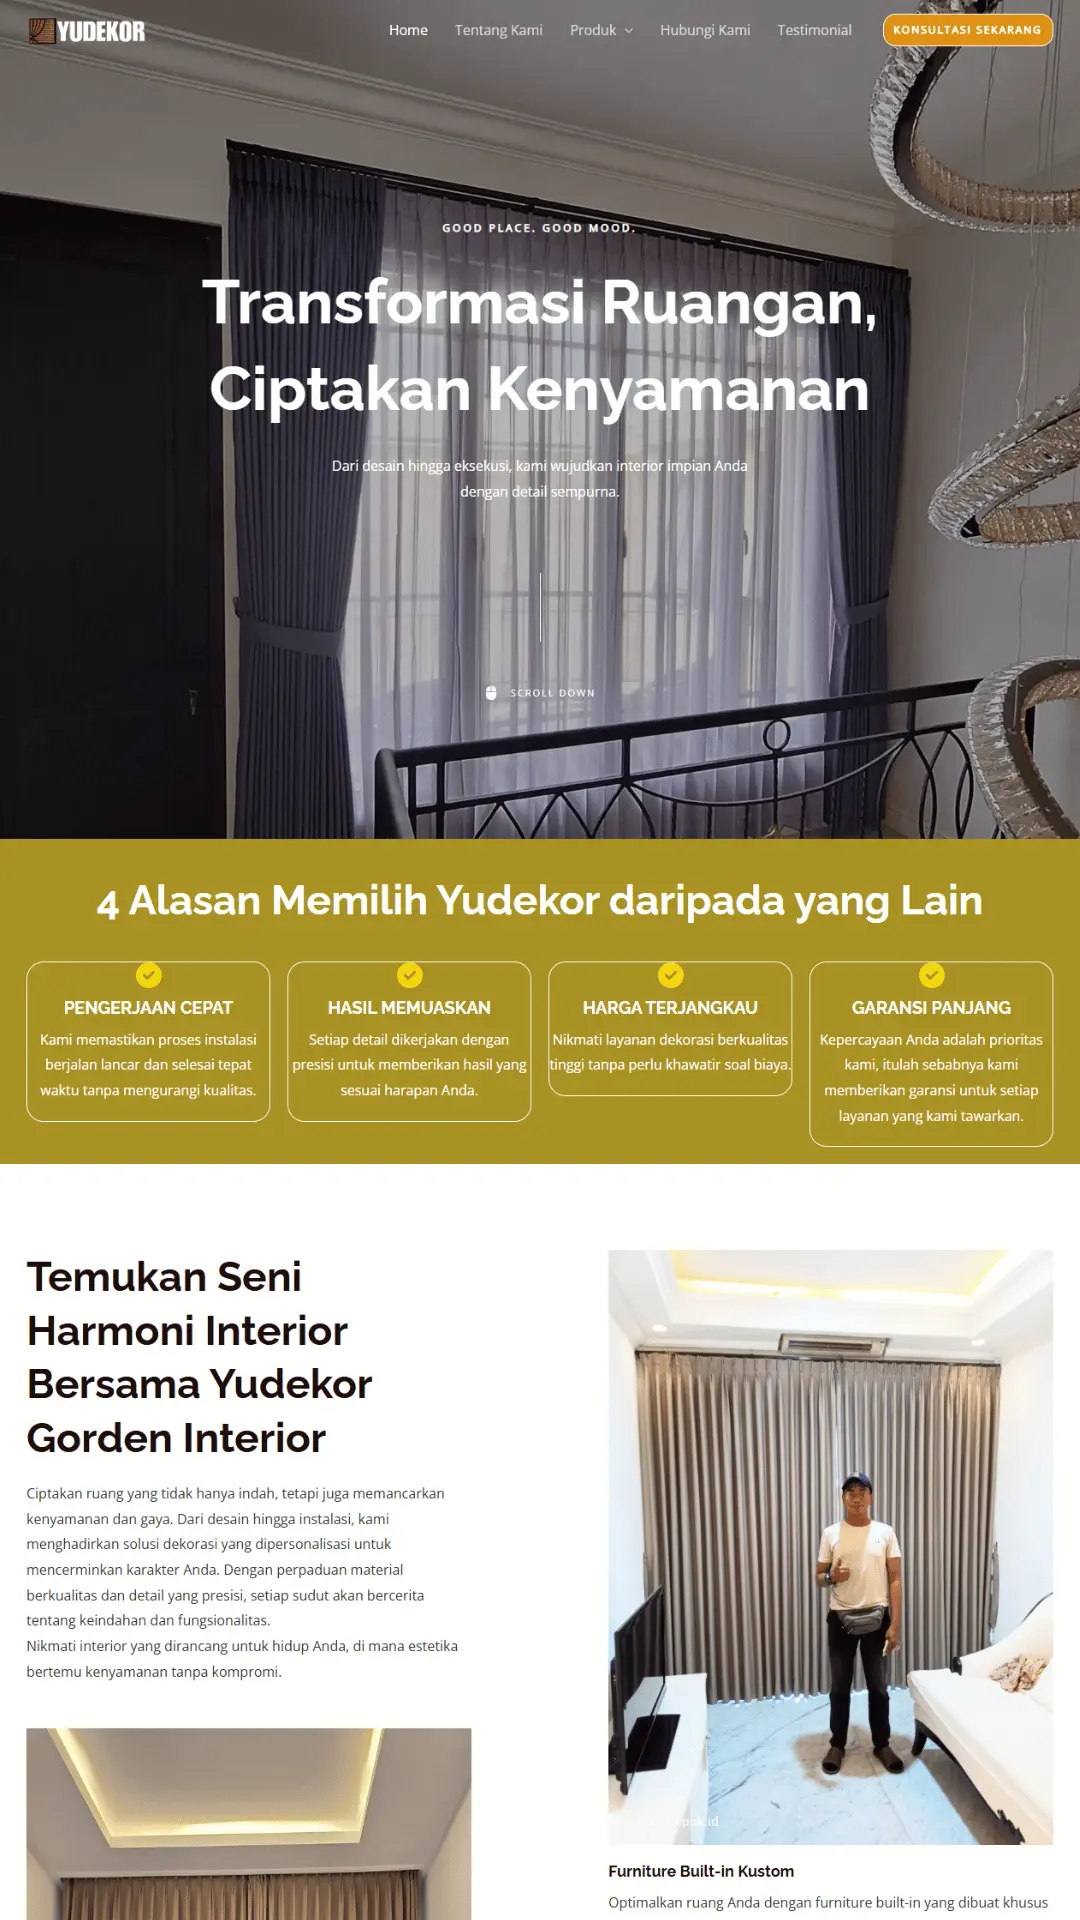 YUDEKOR
Home
Tentang Kami
Produk
Hubungi Kami
Testimonial
KONSULTASI SEKARANG
GOOD PLACE. GOOD MOOD.
Transformasi Ruangan,
Ciptakan Kenyamanan
Dari desain hingga eksekusi, kami wujudkan interior impian Anda
dengan detail sempurna.
SCROLL DOWN
4 Alasan Memilih Yudekor daripada yang Lain
PENGERJAAN CEPAT
Kami memastikan proses instalasi
berjalan lancar dan selesai tepat
waktu tanpa mengurangi kualitas.
HASIL MEMUASKAN
Setiap detail dikerjakan dengan
presisi untuk memberikan hasil yang
sesuai harapan Anda.
HARGA TERJANGKAU
Nikmati layanan dekorasi berkualitas
tinggi tanpa perlu khawatir soal biaya.
GARANSI PANJANG
Kepercayaan Anda adalah prioritas
kami, itulah sebabnya kami
memberikan garansi untuk setiap
layanan yang kami tawarkan.
Temukan Seni
Harmoni Interior
Bersama Yudekor
Gorden Interior
Ciptakan ruang yang tidak hanya indah, tetapi juga memancarkan
kenyamanan dan gaya. Dari desain hingga instalasi, kami
menghadirkan solusi dekorasi yang dipersonalisasi untuk
mencerminkan karakter Anda. Dengan perpaduan material
berkualitas dan detail yang presisi, setiap sudut akan bercerita
tentang keindahan dan fungsionalitas.
Nikmati interior yang dirancang untuk hidup Anda, di mana estetika
bertemu kenyamanan tanpa kompromi.
Furniture Built-in Kustom
Optimalkan ruang Anda dengan furniture built-in yang dibuat khusus